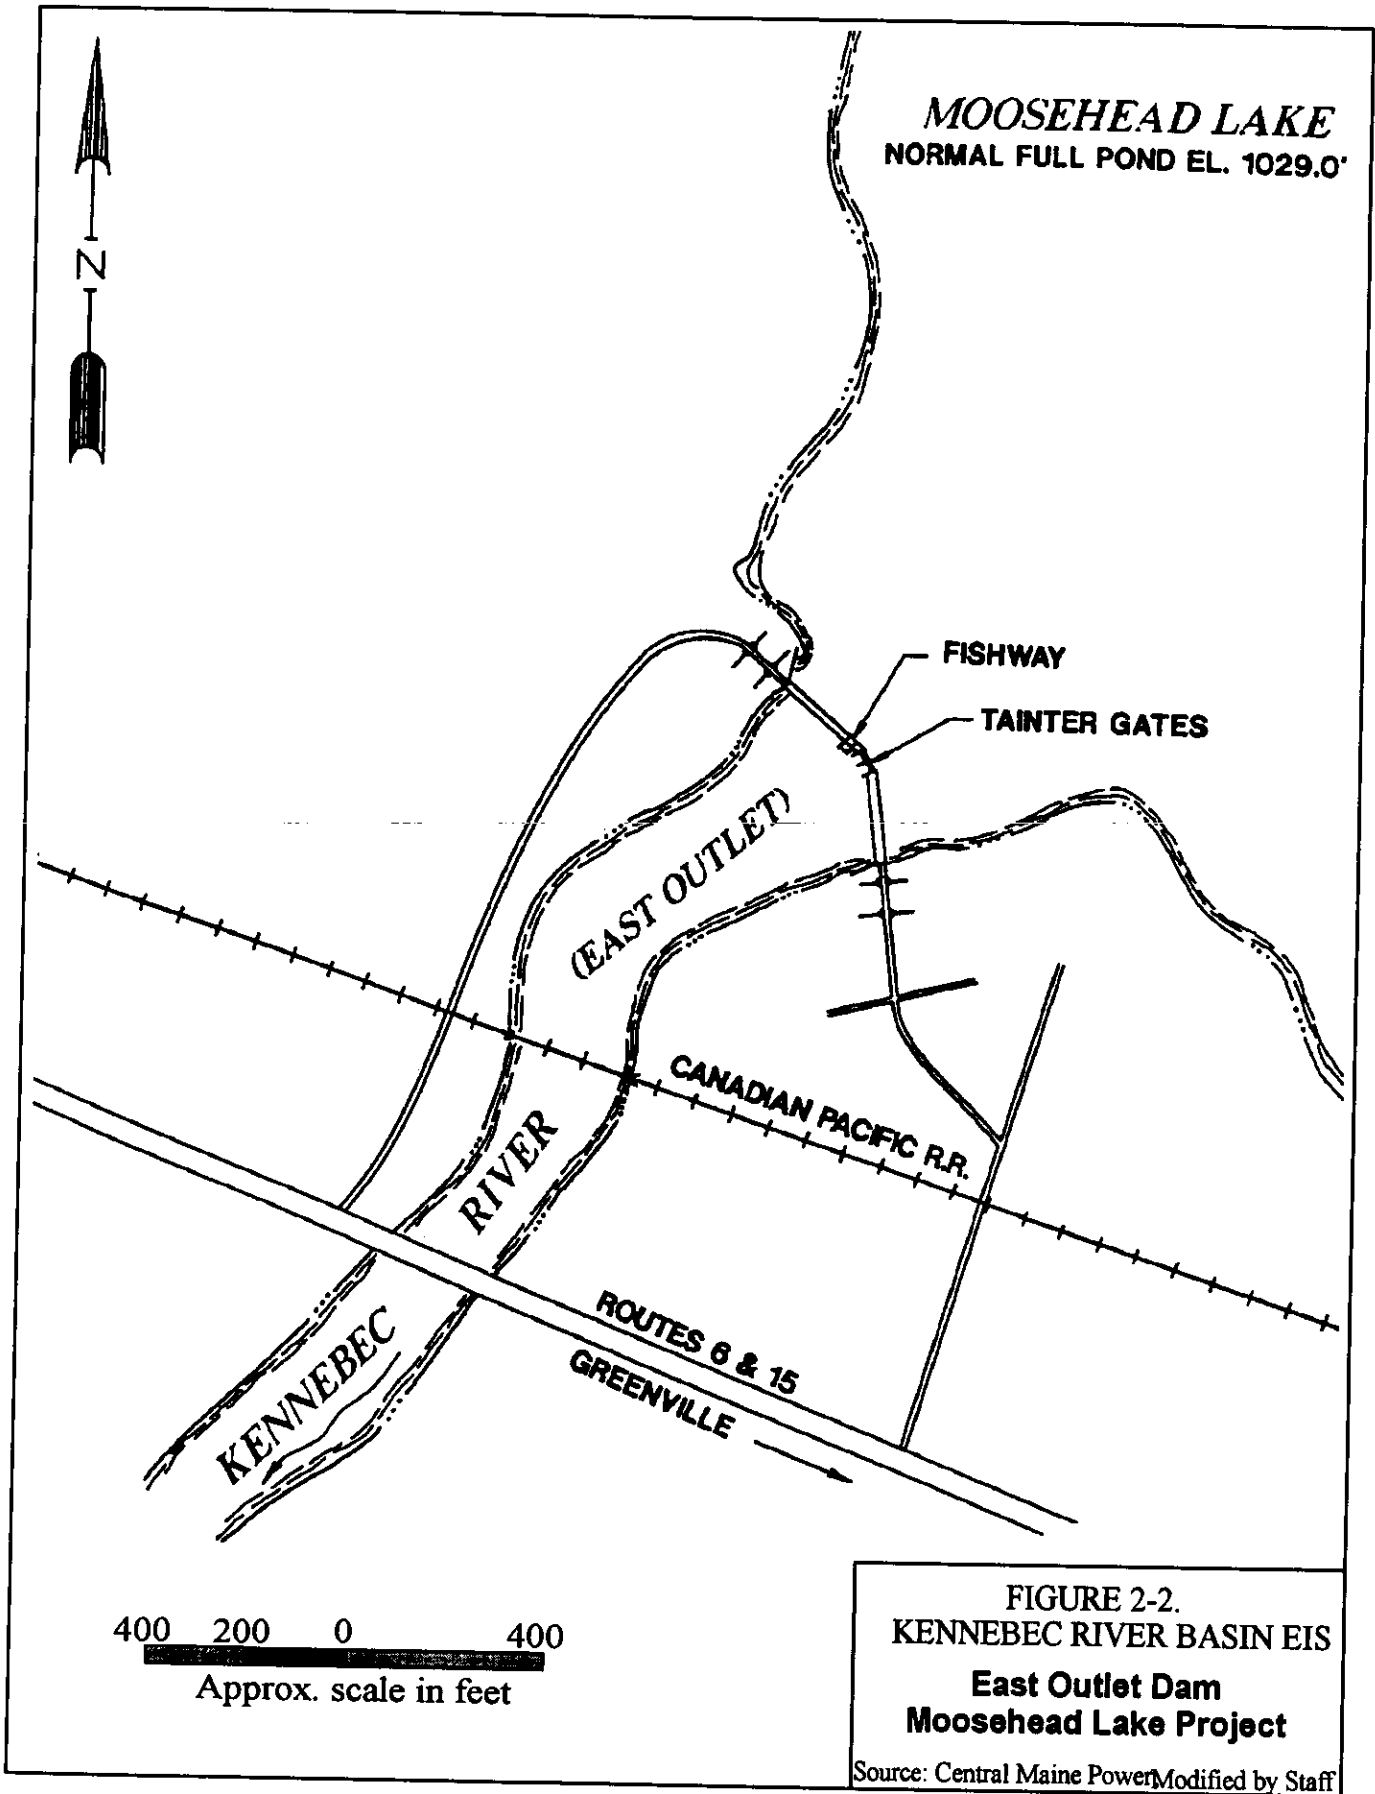 MOOSEHEAD LAKE
NORMAL FULL POND EL. 1029.0'
N
FISHWAY
TAINTER GATES
(EAST OUTLET)
CANADIAN PACIFIC R.R.
RIVER
ROUTES 6 & 15
GREENVILLE
KENNEBEC
400 200 0 400
Approx. scale in feet
FIGURE 2-2.
KENNEBEC RIVER BASIN EIS
East Outlet Dam
Moosehead Lake Project
Source: Central Maine Power Modified by Staff